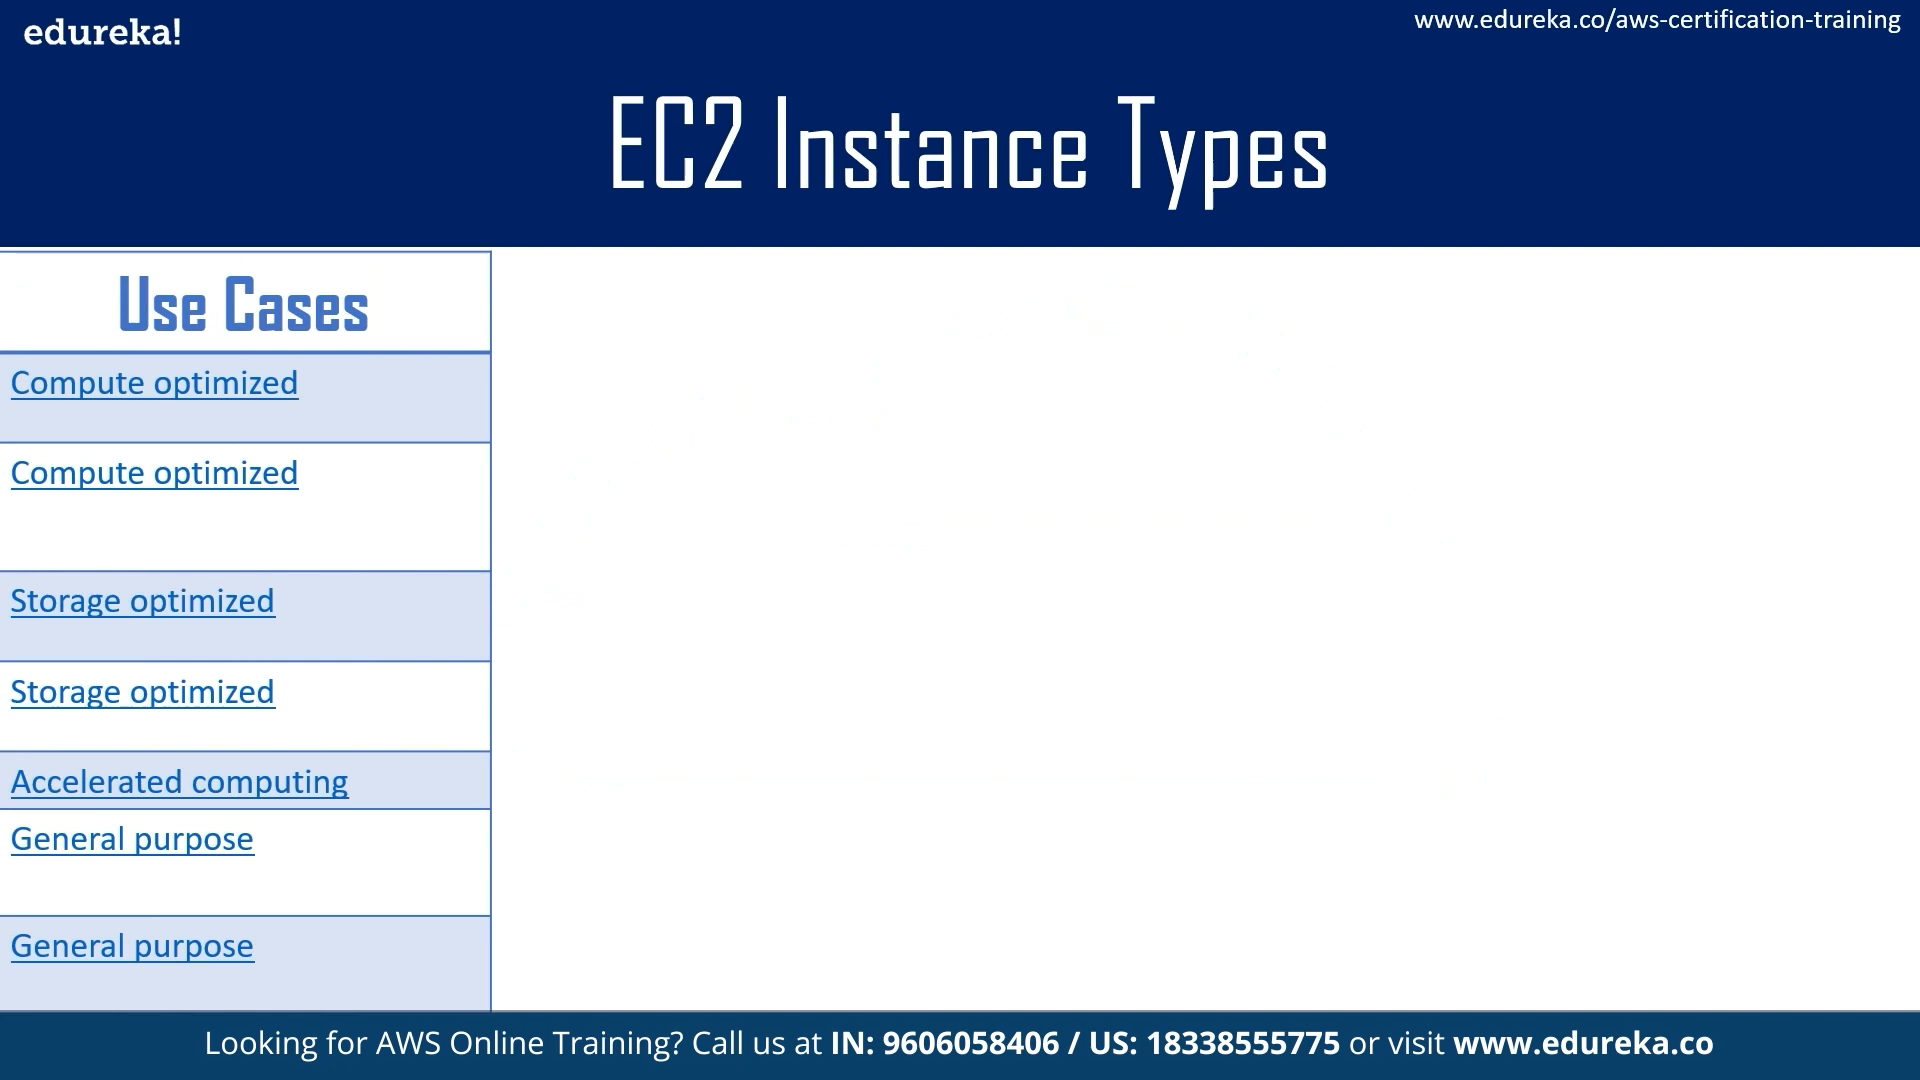 edureka!
www.edureka.co/aws-certification-training
EC2 Instance Types
Use Cases
Compute optimized
Compute optimized
Storage optimized
Storage optimized
Accelerated computing
General purpose
General purpose
Looking for AWS Online Training? Call us at IN: 9606058406 / US: 18338555775 or visit www.edureka.co